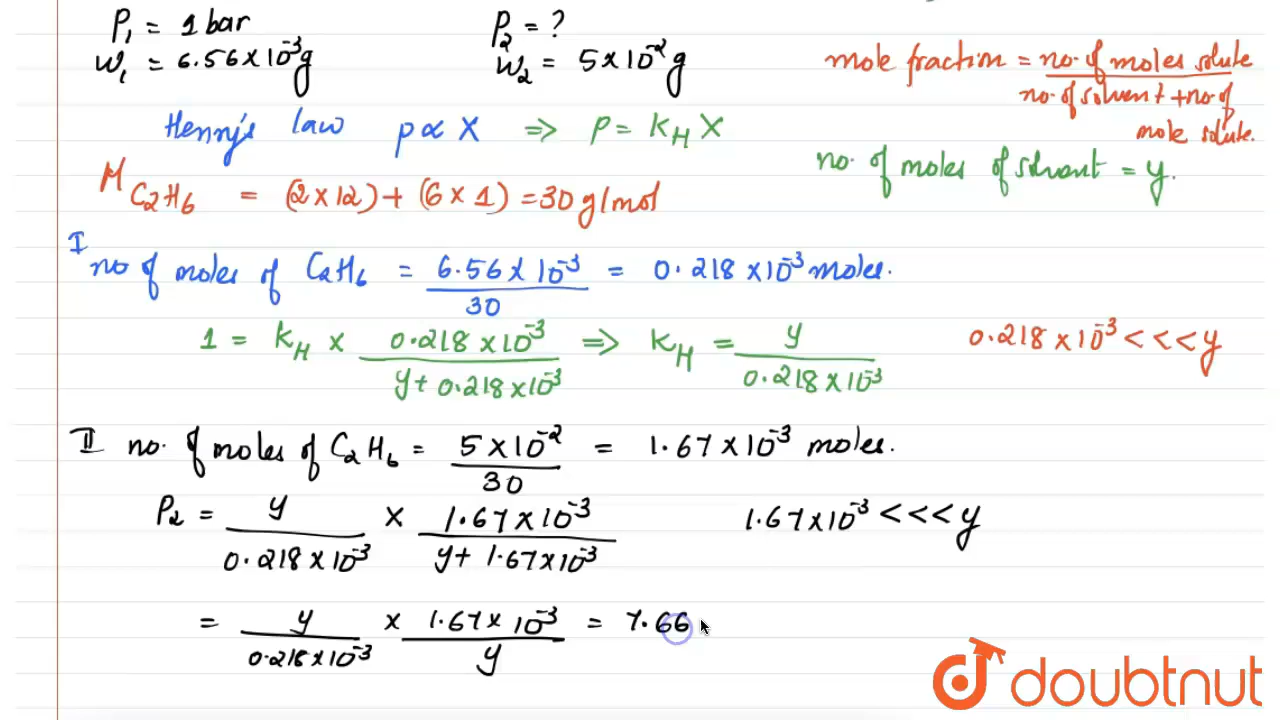 P₁ = 1 bar
P₂ = ?
W₁ = 6.56 × 10⁻³ g
W₂ = 5 × 10⁻² g
mole fraction = no. of moles solute / no. of solvent + no. of mole solute.
Henry's law p ∝ X ⇒ P = K_H X
no. of moles of solvent = y.
M C₂H₆ = (2 × 12) + (6 × 1) = 30 g/mol
I no of moles of C₂H₆ = 6.56 × 10⁻³ / 30 = 0.218 × 10⁻³ moles.
1 = K_H × 0.218 × 10⁻³ / y + 0.218 × 10⁻³ ⇒ K_H = y / 0.218 × 10⁻³
0.218 × 10⁻³ <<< y
II no. of moles of C₂H₆ = 5 × 10⁻² / 30 = 1.67 × 10⁻³ moles.
P₂ = y / 0.218 × 10⁻³ × 1.67 × 10⁻³ / y + 1.67 × 10⁻³
1.67 × 10⁻³ <<< y
= y / 0.218 × 10⁻³ × 1.67 × 10⁻³ / y = 7.66
doubtnut